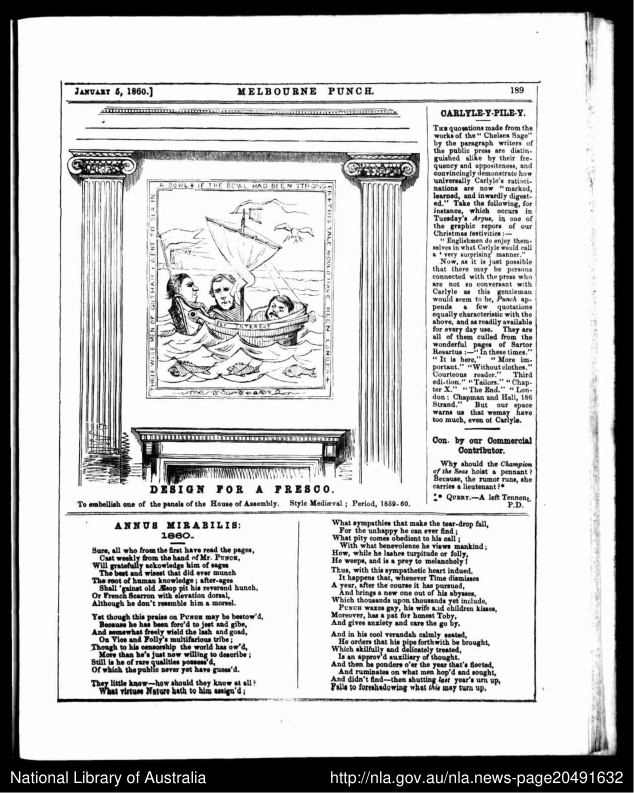 JANUARY 5, 1860.] MELBOURNE PUNCH. 189
A BOWL + IF THE BOWL HAD BEEN STRONG
THIS TALE WOULD HAVE BEEN LONGER
THREE WISE MEN OF GOTHAM + WENT TO SEA IN
DESIGN FOR A FRESCO.
To embellish one of the panels of the House of Assembly. Style Mediæval ; Period, 1859-60.
CARLYLE-Y-PILE-Y.
THE quotations made from the
works of the " Chelsea Sage"
by the paragraph writers of
the public press are distin-
guished alike by their fre-
quency and appositeness, and
convincingly demonstrate how
universally Carlyle's ratioci-
nations are now "marked,
learned, and inwardly digest-
ed." Take the following, for
instance, which occurs in
Tuesday's Argus, in one of
the graphic repors of our
Christmas festivities :—
" Englishmen do enjoy them-
selves in what Carlyle would call
a ' very surprising' manner."
Now, as it is just possible
that there may be persons
connected with the press who
are not so conversant with
Carlyle as this gentleman
would seem to be, Punch ap-
pends a few quotations
equally characteristic with the
above, and as readily available
for every day use. They are
all of them culled from the
wonderful pages of Sartor
Resartus :—" In these times."
" It is here," " More im-
portant." "Without clothes."
Courteous reader." Third
edi-tion." "Tailors." "Chap-
ter X." "The End." " Lon-
don : Chapman and Hall, 186
Strand." But our space
warns us that wemay have
too much, even of Carlyle.
Con. by our Commercial
Contributor.
Why should the Champion
of the Seas hoist a pennant?
Because, the rumor runs, she
carries a lieutenant?*
* QUERY.—A left Tennent,
P.D.
ANNUS MIRABILIS:
1860.
Sure, all who from the first have read the pages,
Cast weekly from the hand of Mr. PUNCH,
Will gratefully acknowledge him of sages
The best and wisest that did ever munch
The root of human knowledge ; after-ages
Shall 'gainst old Æsop pit his reverend hunch,
Or French Scarron with elevation dorsal,
Although he don't resemble him a morsel.
Yet though this praise on PUNCH may be bestow'd,
Because he has been forc'd to jest and gibe,
And somewhat freely wield the lash and goad,
On Vice and Folly's multifarious tribe ;
Though to his censorship the world has ow'd,
More than he's just now willing to describe ;
Still is he of rare qualities possess'd,
Of which the public never yet have guess'd.
They little know—how should they know at all?
What virtues Nature hath to him assign'd ;
What sympathies that make the tear-drop fall,
For the unhappy he can ever find ;
What pity comes obedient to his call ;
With what benevolence he views mankind ;
How, while he lashes turpitude or folly,
He weeps, and is a prey to melancholy !
Thus, with this sympathetic heart indued,
It happens that, whenever Time dismisses
A year, after the course it has pursued,
And brings a new one out of his abysses,
Which thousands upon thousands yet include,
PUNCH waxes gay, his wife and children kisses,
Moreover, has a pat for honest Toby,
And gives anxiety and care the go by.
And in his cool verandah calmly seated,
He orders that his pipe forthwith be brought,
Which skilfully and delicately treated,
Is an approv'd auxiliary of thought.
And then he ponders o'er the year that's fleeted,
And ruminates on what men hop'd and sought,
And didn't find—then shutting last year's urn up,
Falls to foreshadowing what this may turn up,
National Library of Australia http://nla.gov.au/nla.news-page20491632